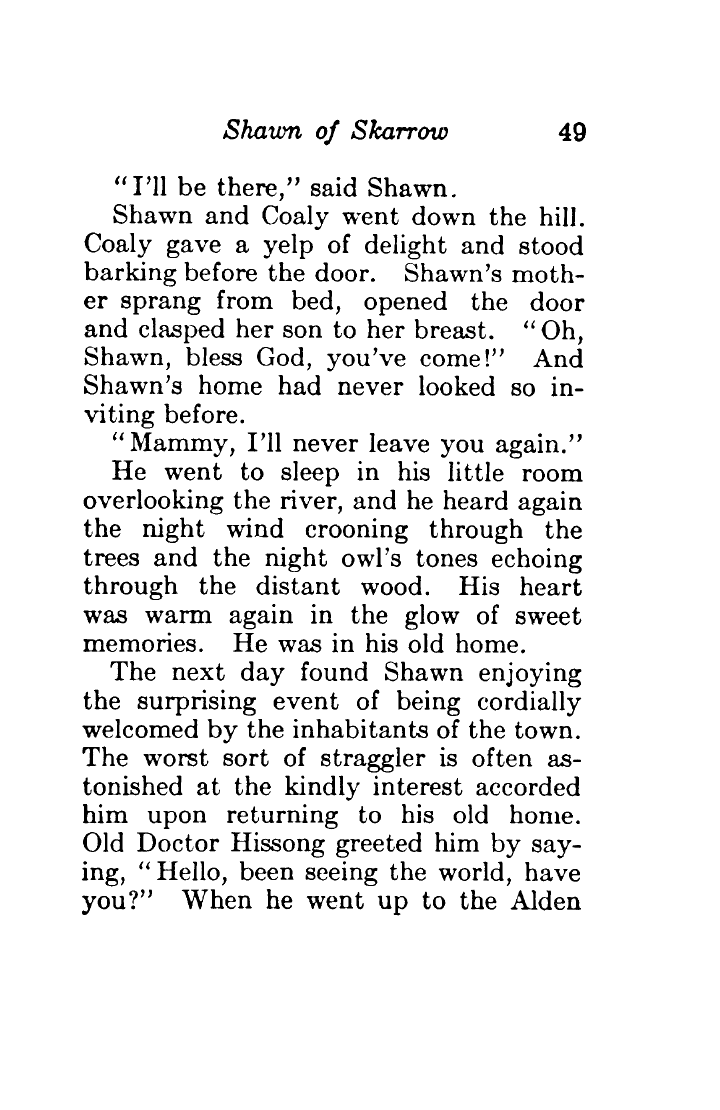 Shawn of Skarrow 49
"I'll be there," said Shawn.
Shawn and Coaly went down the hill.
Coaly gave a yelp of delight and stood
barking before the door. Shawn's moth-
er sprang from bed, opened the door
and clasped her son to her breast. "Oh,
Shawn, bless God, you've come!" And
Shawn's home had never looked so in-
viting before.
"Mammy, I'll never leave you again."
He went to sleep in his little room
overlooking the river, and he heard again
the night wind crooning through the
trees and the night owl's tones echoing
through the distant wood. His heart
was warm again in the glow of sweet
memories. He was in his old home.
The next day found Shawn enjoying
the surprising event of being cordially
welcomed by the inhabitants of the town.
The worst sort of straggler is often as-
tonished at the kindly interest accorded
him upon returning to his old home.
Old Doctor Hissong greeted him by say-
ing, "Hello, been seeing the world, have
you?" When he went up to the Alden